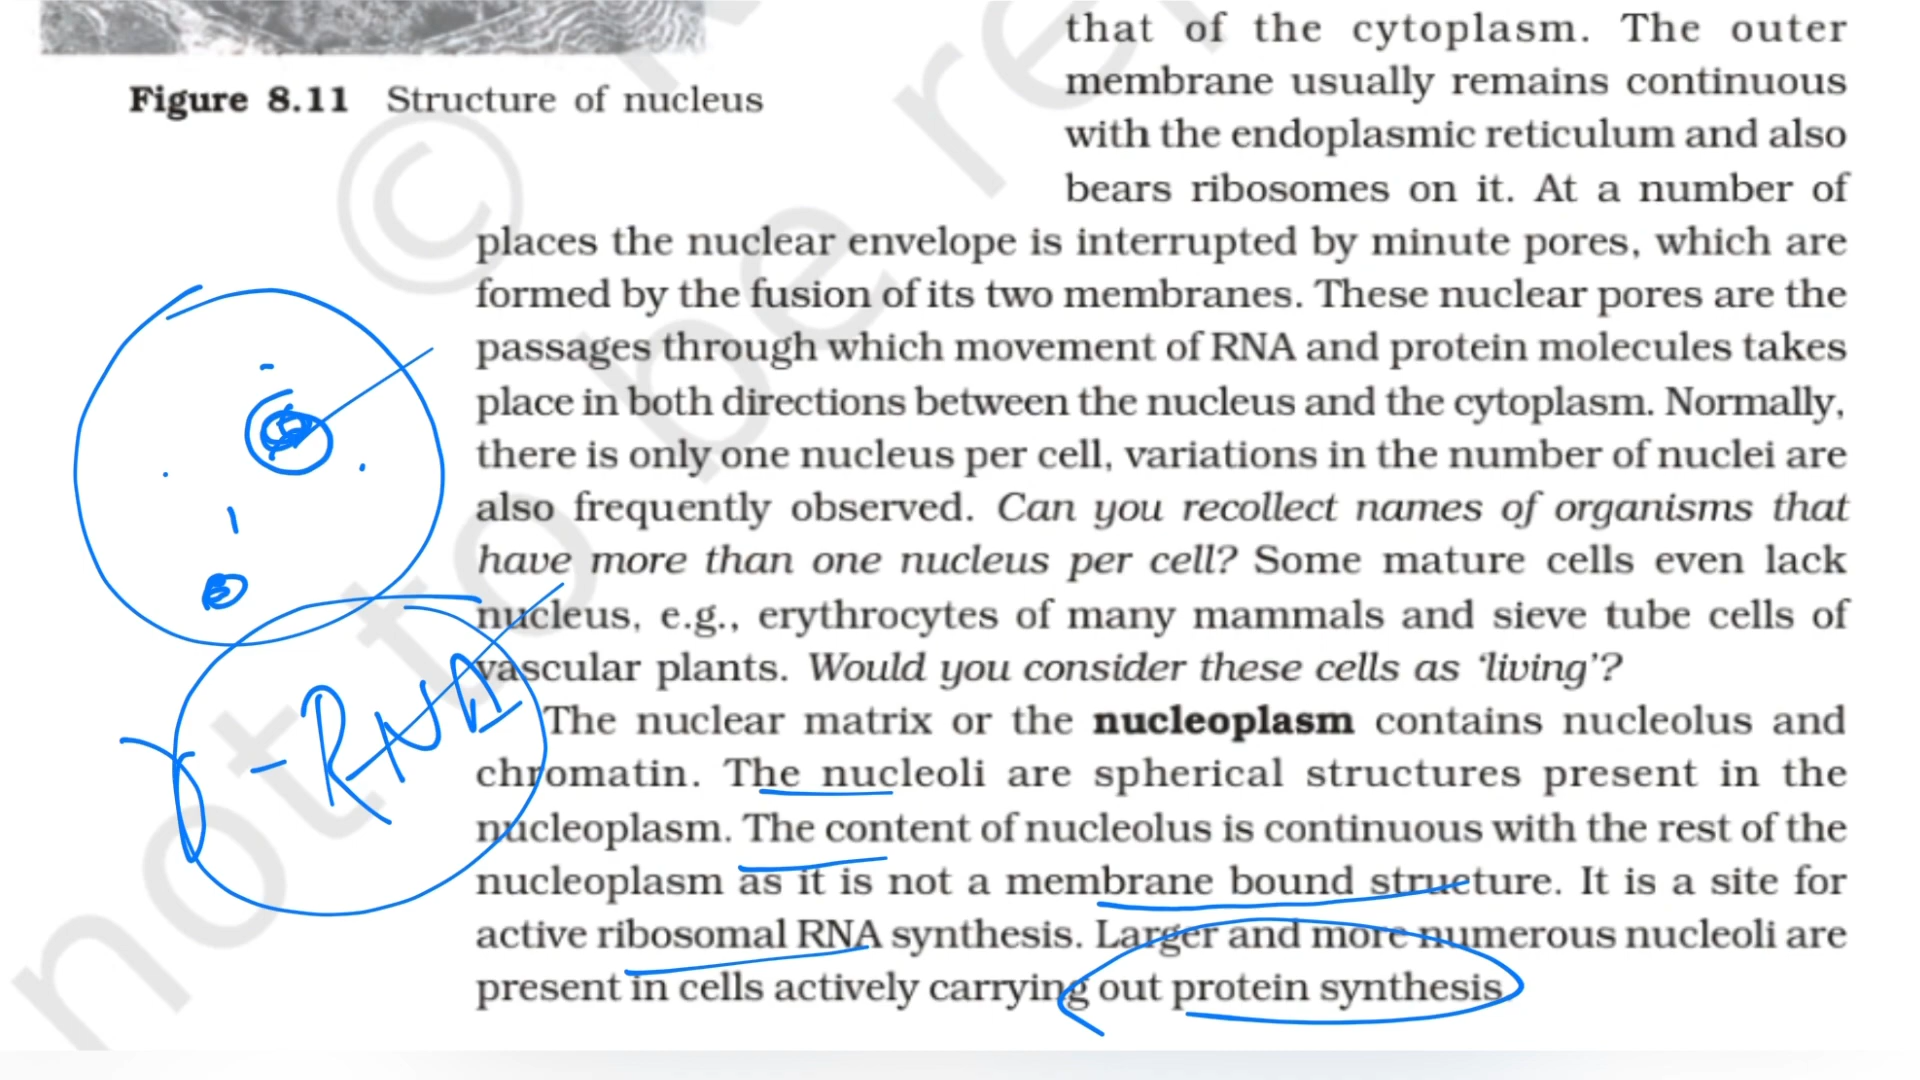 that of the cytoplasm. The outer
Figure 8.11 Structure of nucleus
membrane usually remains continuous
with the endoplasmic reticulum and also
bears ribosomes on it. At a number of
places the nuclear envelope is interrupted by minute pores, which are
formed by the fusion of its two membranes. These nuclear pores are the
passages through which movement of RNA and protein molecules takes
place in both directions between the nucleus and the cytoplasm. Normally,
there is only one nucleus per cell, variations in the number of nuclei are
also frequently observed. Can you recollect names of organisms that
have more than one nucleus per cell? Some mature cells even lack
nucleus, e.g., erythrocytes of many mammals and sieve tube cells of
vascular plants. Would you consider these cells as ‘living’?
The nuclear matrix or the nucleoplasm contains nucleolus and
chromatin. The nucleoli are spherical structures present in the
nucleoplasm. The content of nucleolus is continuous with the rest of the
nucleoplasm as it is not a membrane bound structure. It is a site for
active ribosomal RNA synthesis. Larger and more numerous nucleoli are
present in cells actively carrying out protein synthesis.
-RNA
©
not to be re